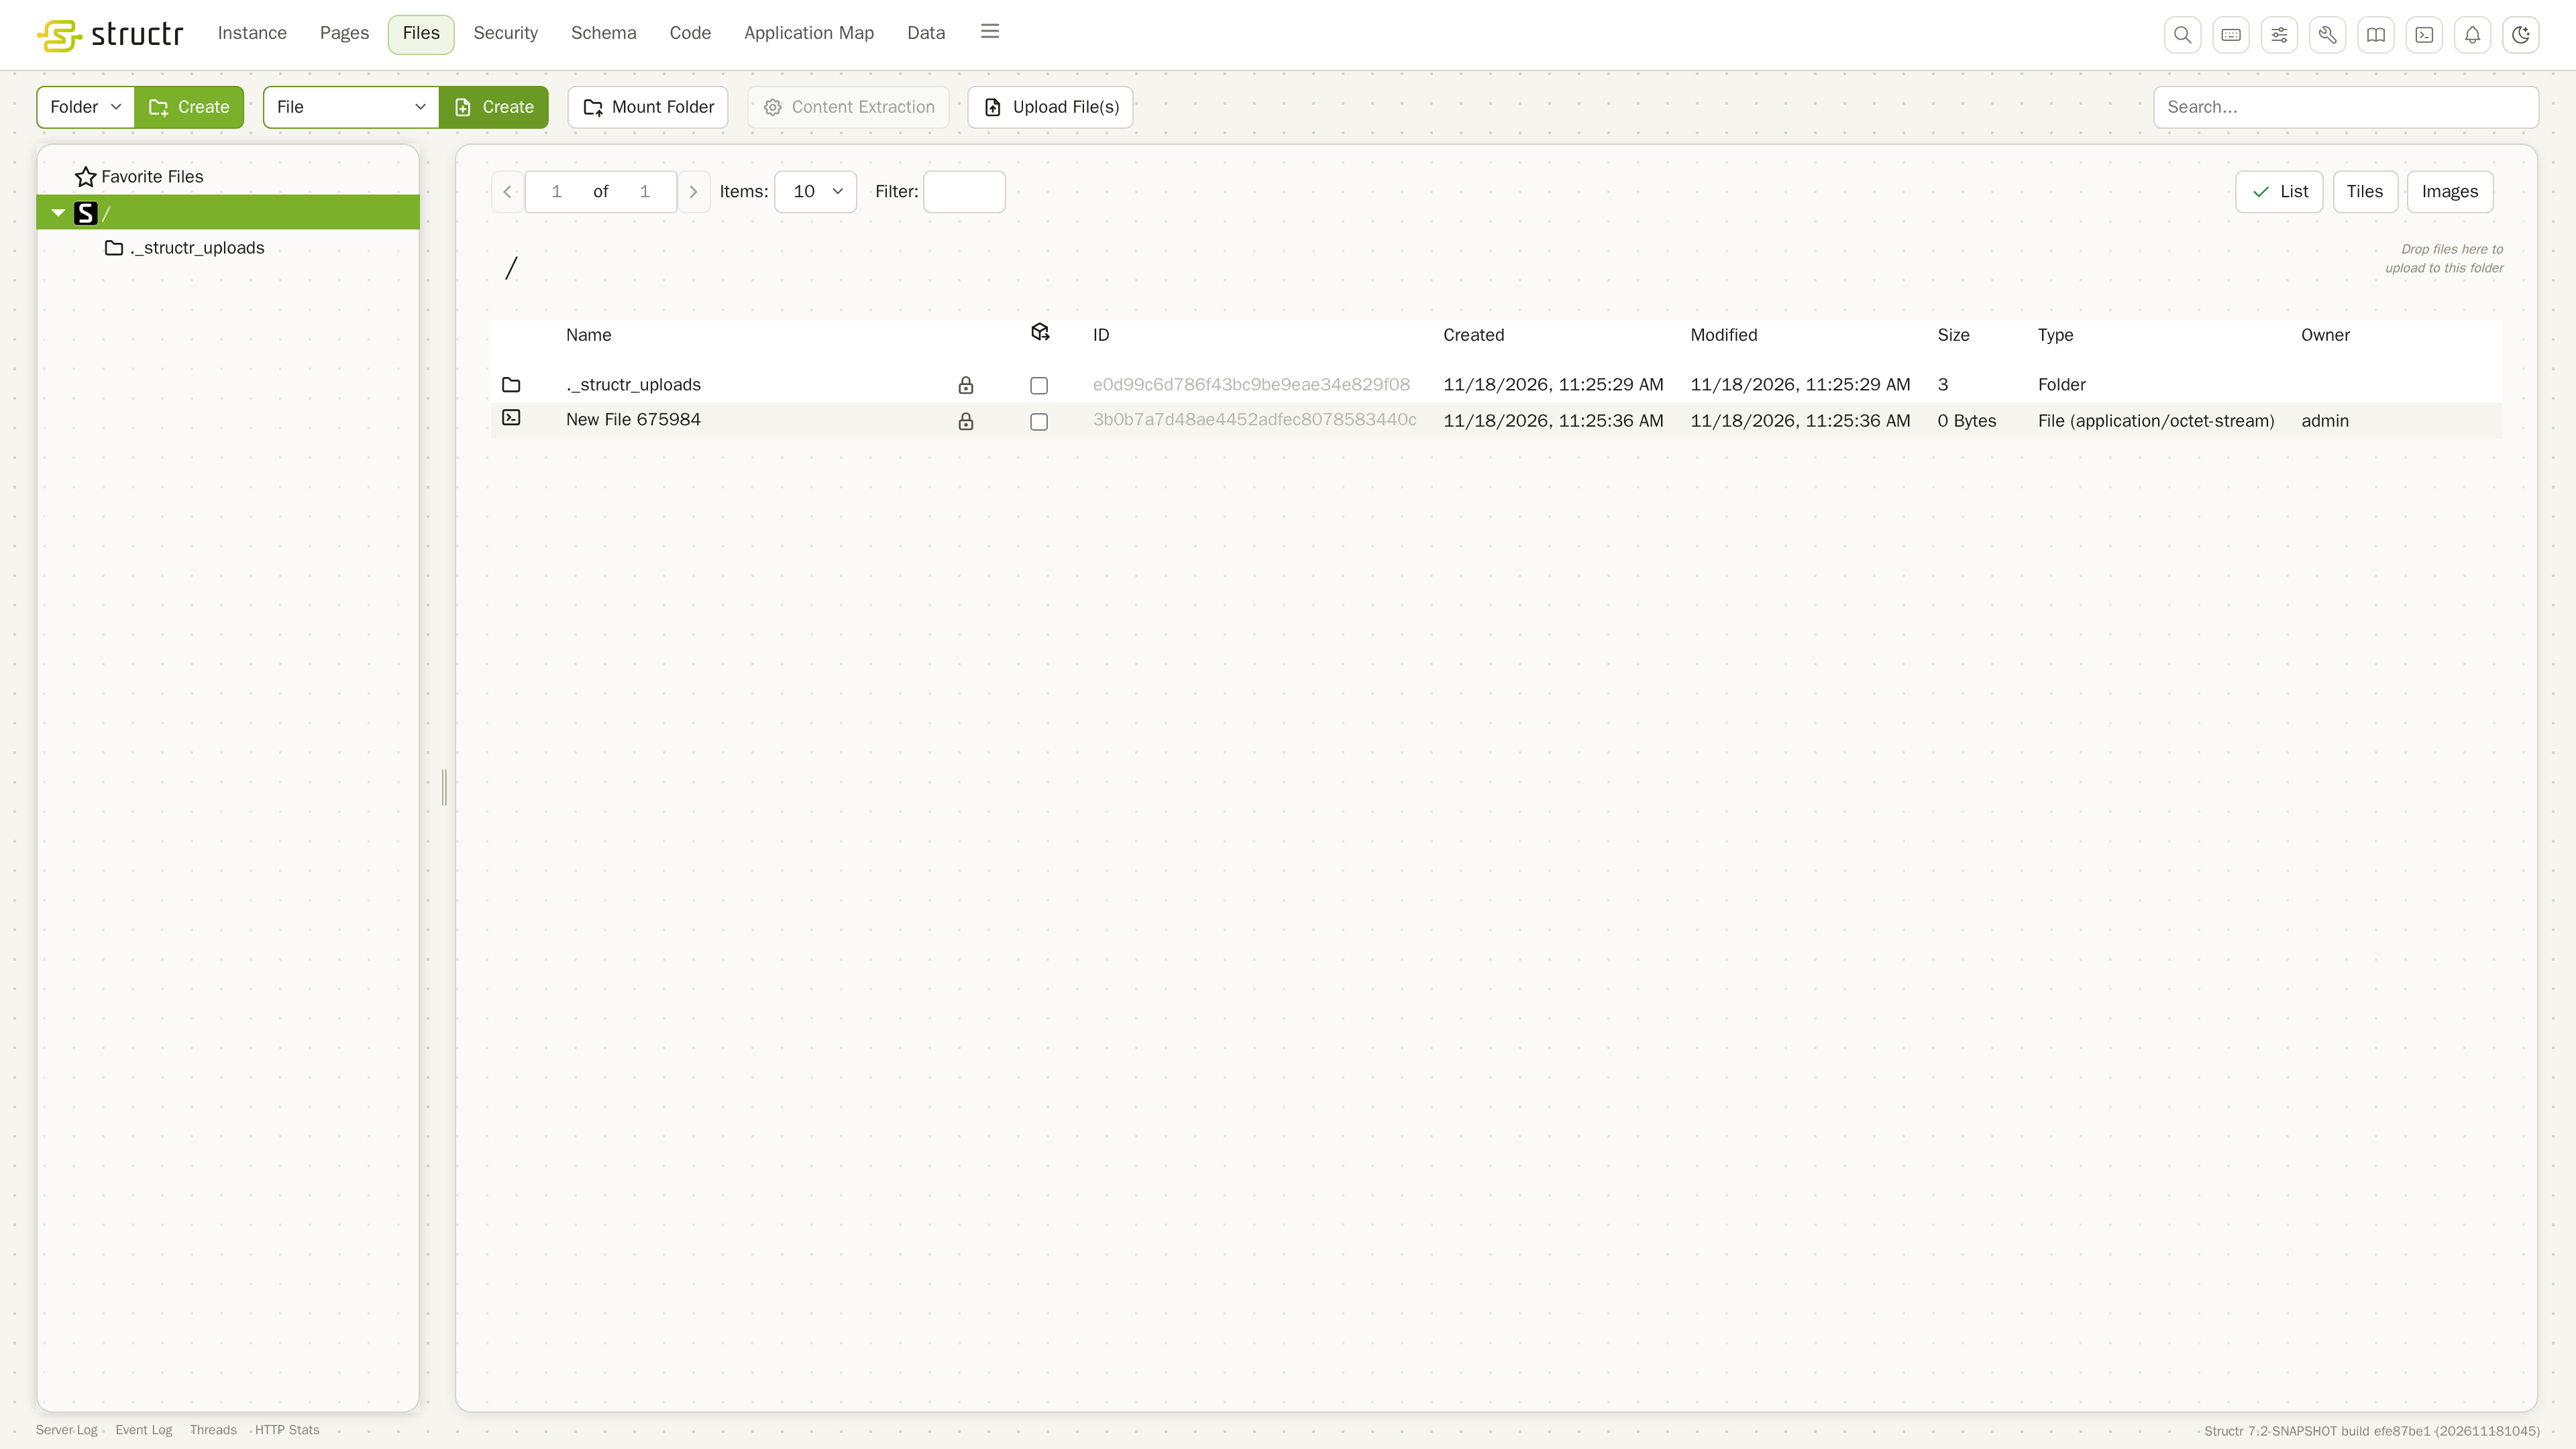 structr Instance Pages Files Security Schema Code Application Map Data
Folder Create File Create Mount Folder Content Extraction Upload File(s) Search...
Favorite Files
/
._structr_uploads
1 of 1 Items: 10 Filter: List Tiles Images
/
Drop files here to
upload to this folder
Name ID Created Modified Size Type Owner
._structr_uploads e0d99c6d786f43bc9be9eae34e829f08 11/18/2026, 11:25:29 AM 11/18/2026, 11:25:29 AM 3 Folder
New File 675984 3b0b7a7d48ae4452adfec8078583440c 11/18/2026, 11:25:36 AM 11/18/2026, 11:25:36 AM 0 Bytes File (application/octet-stream) admin
Server Log Event Log Threads HTTP Stats
Structr 7.2-SNAPSHOT build efe87be1 (202611181045)